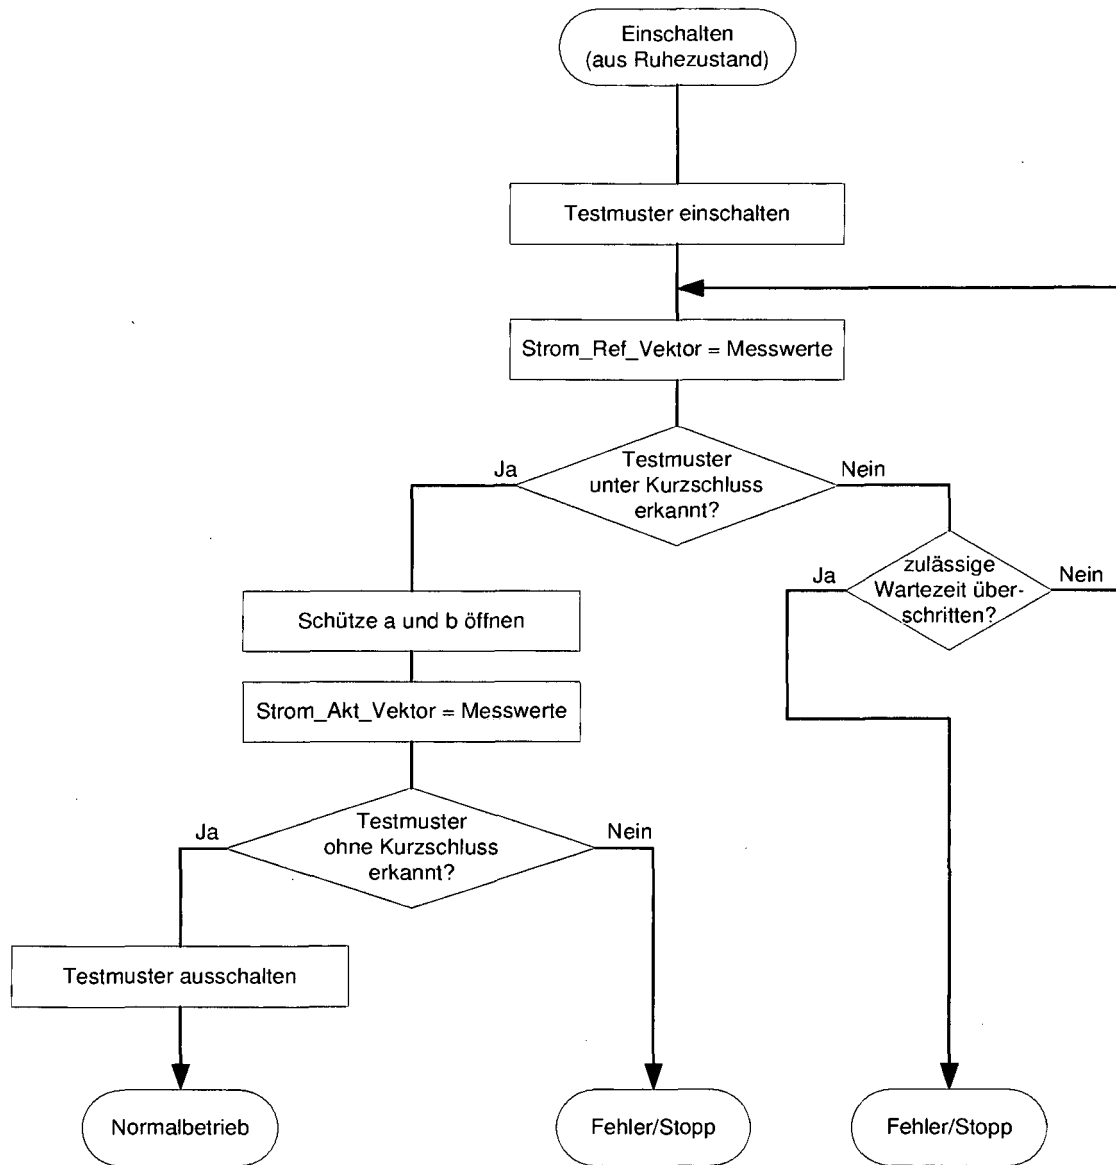 Einschalten
(aus Ruhezustand)
Testmuster einschalten
Strom_Ref_Vektor = Messwerte
Ja
Testmuster
unter Kurzschluss
erkannt?
Nein
Ja
zulässige
Wartezeit über-
schritten?
Nein
Schütze a und b öffnen
Strom_Akt_Vektor = Messwerte
Ja
Testmuster
ohne Kurzschluss
erkannt?
Nein
Testmuster ausschalten
Normalbetrieb
Fehler/Stopp
Fehler/Stopp